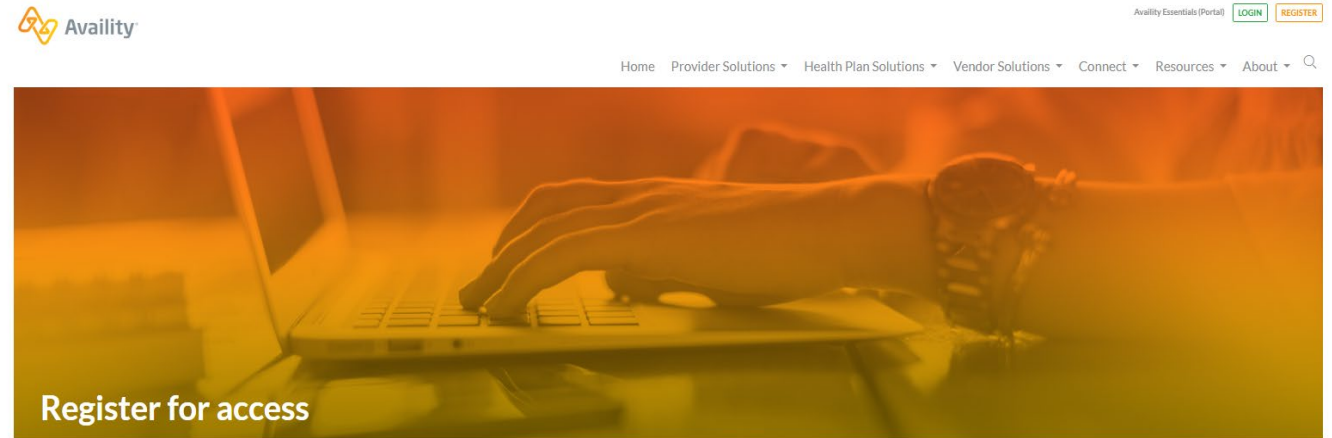 Availity
Availity Essentials (Portal) LOGIN REGISTER
Home Provider Solutions Health Plan Solutions Vendor Solutions Connect Resources About
Register for access